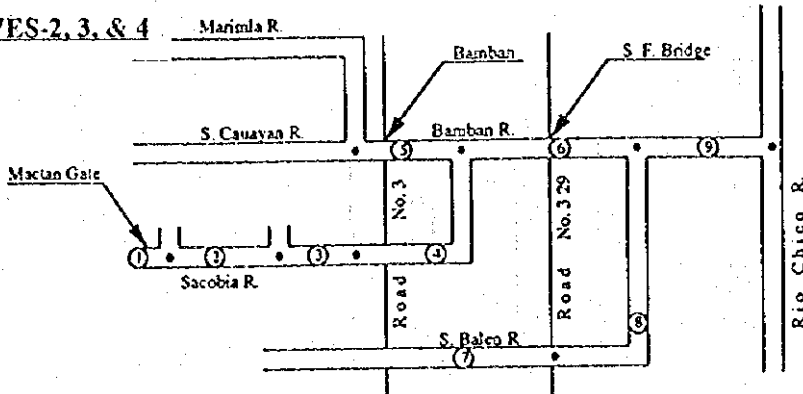 VES-2, 3, & 4
Marimla R.
Bamban
S. F. Bridge
S. Cauayan R.
Bamban R.
5
6
9
Mactan Gate
No. 3
No. 3 29
1
2
3
4
Sacobia R.
Road
Road
Rio Chico R.
8
S. Balen R
7